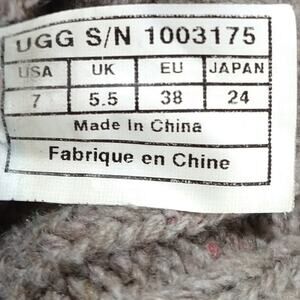 UGG S/N 1003175
USA UK EU JAPAN
7 5.5 38 24
Made In China
Fabrique en Chine